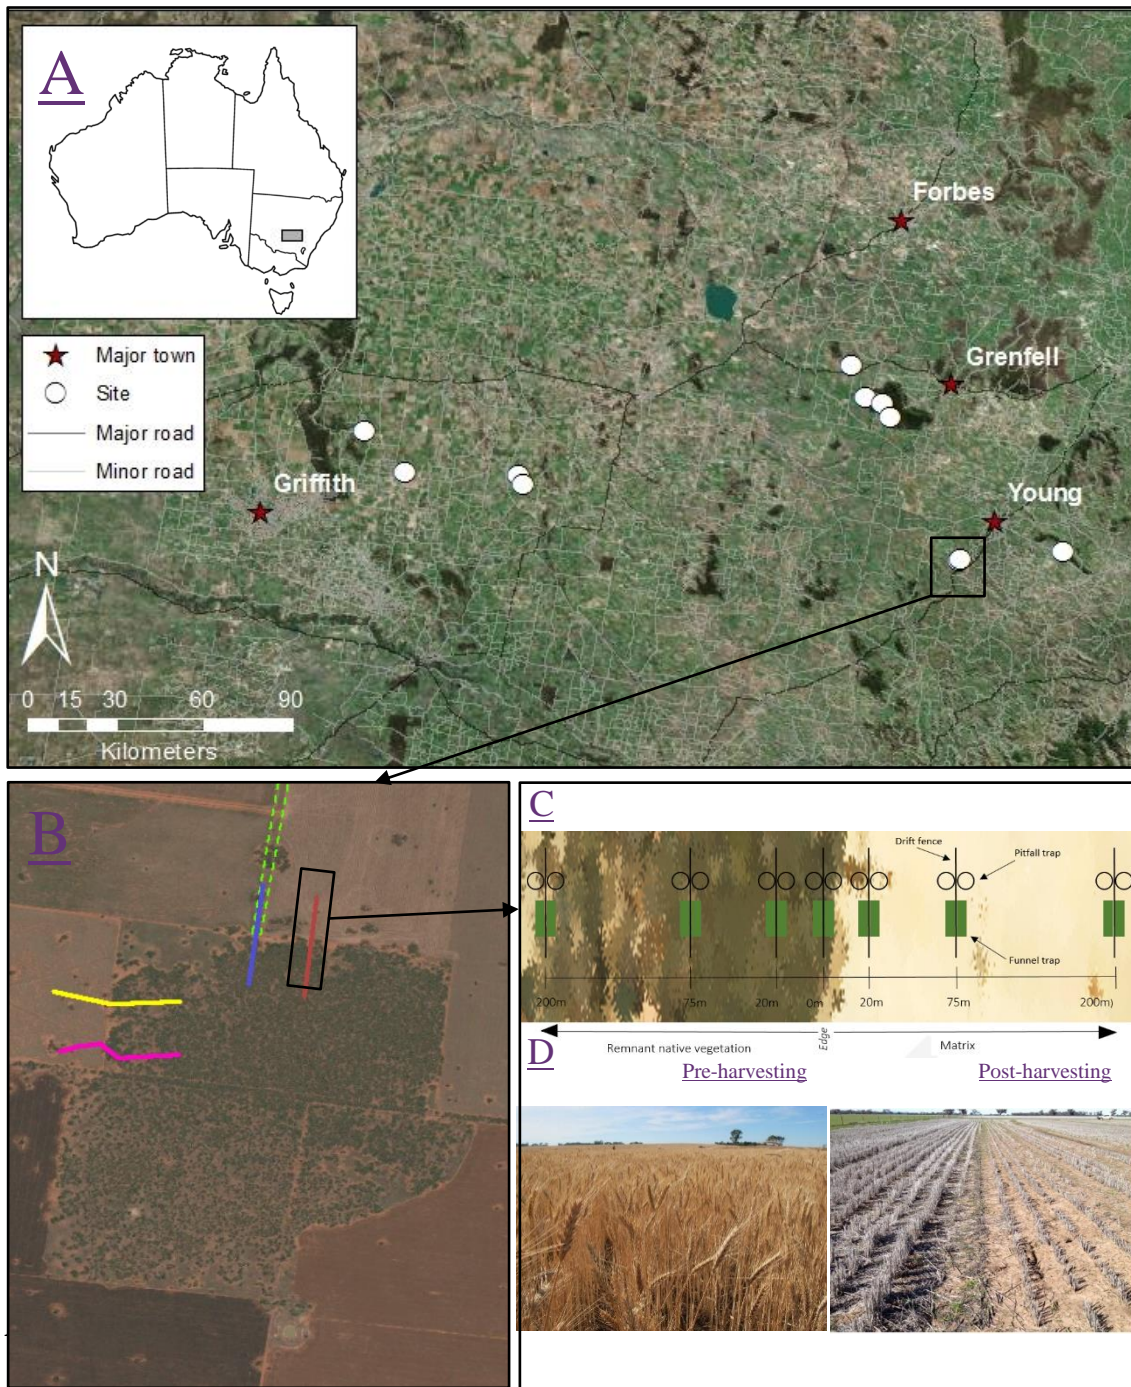 A
Forbes
Major town
Site
Major road
Minor road
Grenfell
Griffith
Young
N
0 15 30 60 90
Kilometers
B
C
Drift fence
Pitfall trap
Funnel trap
200m 75m 20m 0m 20m 75m 200m)
Remnant native vegetation Edge Matrix
D
Pre-harvesting Post-harvesting